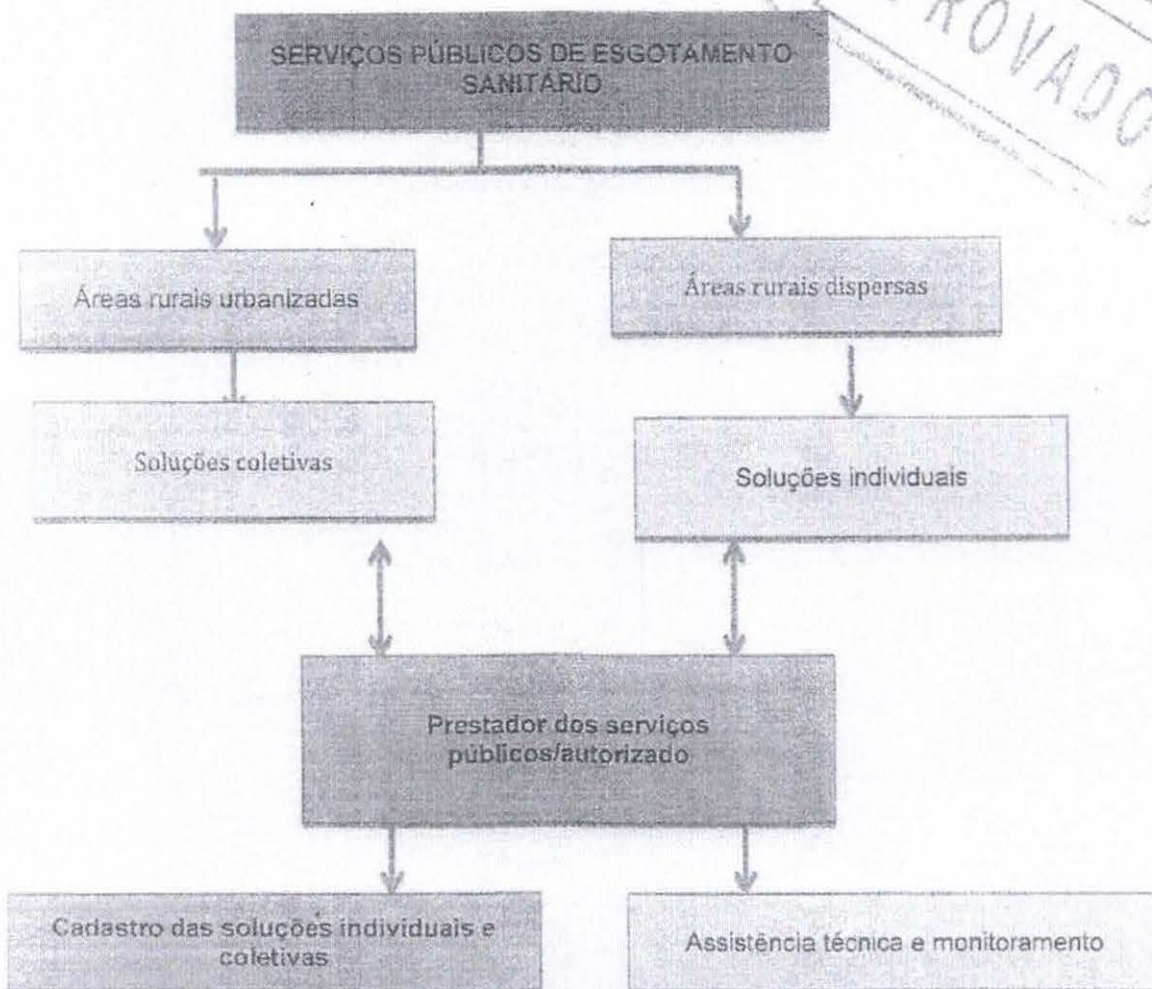 SERVIÇOS PÚBLICOS DE ESGOTAMENTO
SANITÁRIO
Áreas rurais urbanizadas
Áreas rurais dispersas
Soluções coletivas
Soluções individuais
Prestador dos serviços
públicos/autorizado
Cadastro das soluções individuais e
coletivas
Assistência técnica e monitoramento